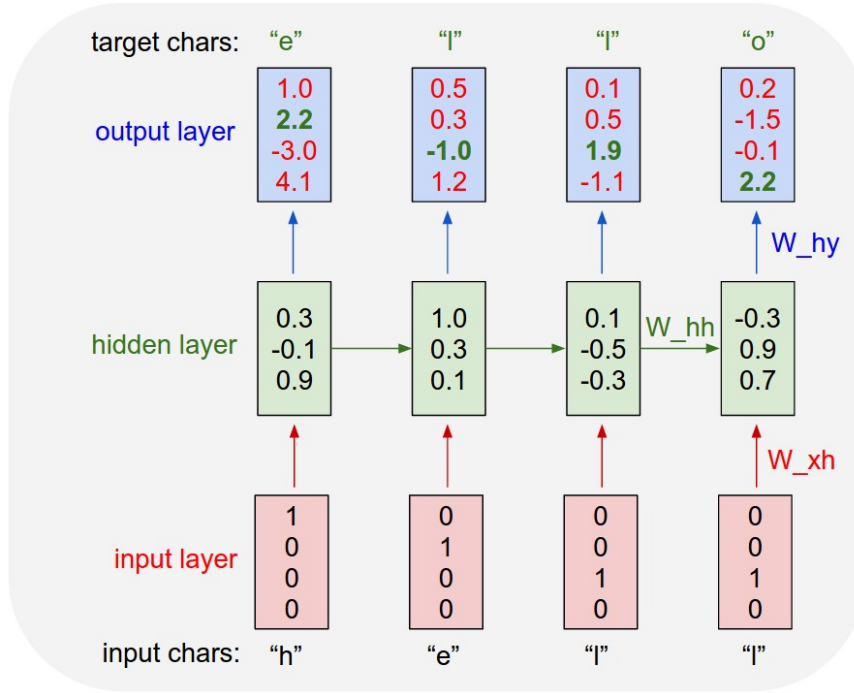 target chars: “e” “l” “l” “o”
1.0 0.5 0.1 0.2
2.2 0.3 0.5 -1.5
output layer
-3.0 -1.0 1.9 -0.1
4.1 1.2 -1.1 2.2
W_hy
0.3 1.0 0.1 -0.3
W_hh
hidden layer -0.1 0.3 -0.5 0.9
0.9 0.1 -0.3 0.7
W_xh
1 0 0 0
0 1 0 0
input layer
0 0 1 1
0 0 0 0
input chars: “h” “e” “l” “l”